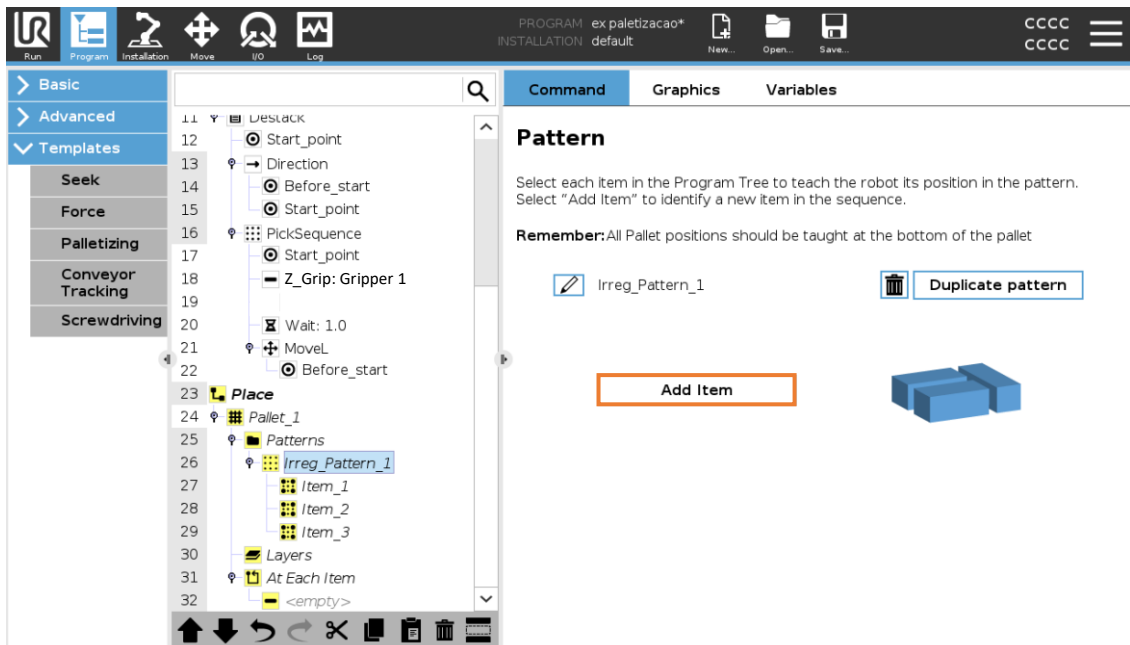 PROGRAM ex paletizacao*
INSTALLATION default
Run
Program
Installation
Move
I/O
Log
New...
Open...
Save...
CCCC
CCCC
Basic
Advanced
Templates
Seek
Force
Palletizing
Conveyor
Tracking
Screwdriving
11 Destack
12 Start_point
13 Direction
14 Before_start
15 Start_point
16 PickSequence
17 Start_point
18 Z_Grip: Gripper 1
19
20 Wait: 1.0
21 MoveL
22 Before_start
23 Place
24 Pallet_1
25 Patterns
26 Irreg_Pattern_1
27 Item_1
28 Item_2
29 Item_3
30 Layers
31 At Each Item
32 <empty>
Command Graphics Variables
Pattern
Select each item in the Program Tree to teach the robot its position in the pattern.
Select "Add Item" to identify a new item in the sequence.
Remember:All Pallet positions should be taught at the bottom of the pallet
Irreg_Pattern_1
Duplicate pattern
Add Item